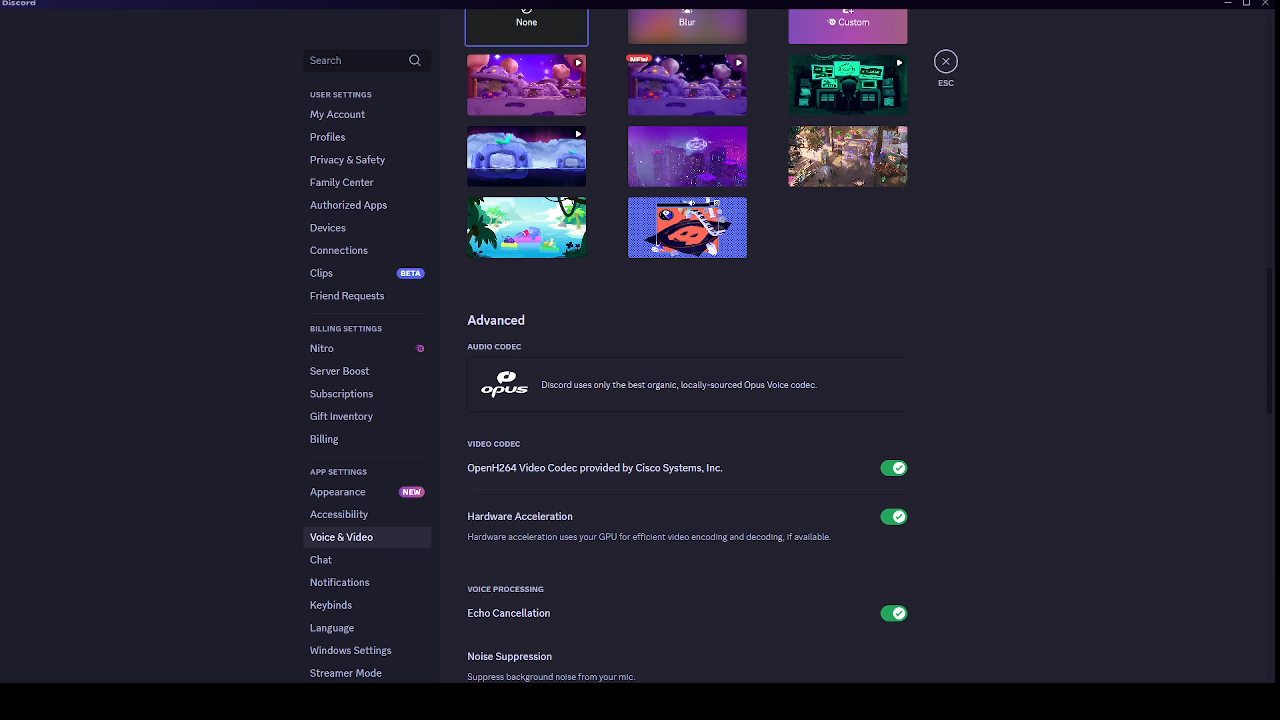 Discord
None
Blur
Custom
Search
ESC
NEW
USER SETTINGS
My Account
Profiles
Privacy & Safety
Family Center
Authorized Apps
Devices
Connections
Clips
BETA
Friend Requests
BILLING SETTINGS
Nitro
Server Boost
Subscriptions
Gift Inventory
Billing
APP SETTINGS
Appearance
NEW
Accessibility
Voice & Video
Chat
Notifications
Keybinds
Language
Windows Settings
Streamer Mode
Advanced
AUDIO CODEC
opus
Discord uses only the best organic, locally-sourced Opus Voice codec.
VIDEO CODEC
OpenH264 Video Codec provided by Cisco Systems, Inc.
Hardware Acceleration
Hardware acceleration uses your GPU for efficient video encoding and decoding, if available.
VOICE PROCESSING
Echo Cancellation
Noise Suppression
Suppress background noise from your mic.